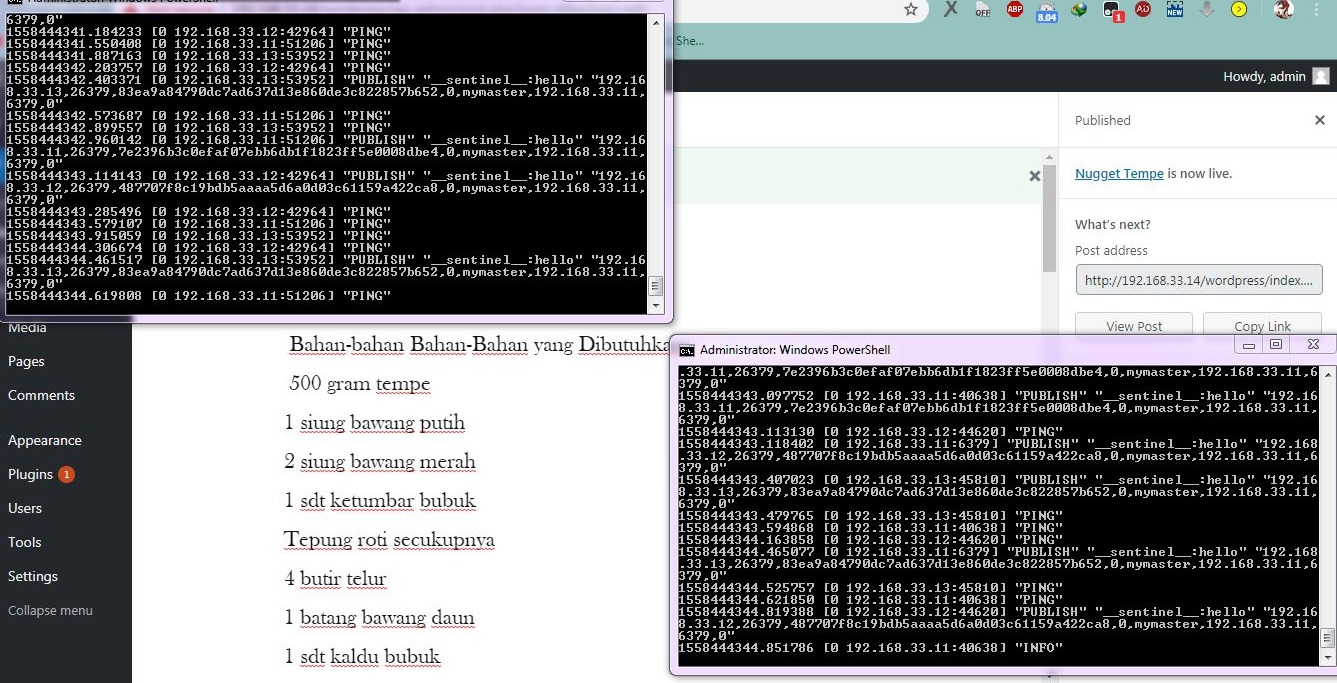 Administrator: Windows PowerShell
6379,0"
1558444341.184233 [0 192.168.33.12:42964] "PING"
1558444341.550408 [0 192.168.33.11:51206] "PING"
1558444341.887163 [0 192.168.33.13:53952] "PING"
1558444342.203757 [0 192.168.33.12:42964] "PING"
1558444342.403371 [0 192.168.33.13:53952] "PUBLISH" "__sentinel__:hello" "192.16
8.33.13,26379,83ea9a84790dc7ad637d13e860de3c822857b652,0,mymaster,192.168.33.11,
6379,0"
1558444342.573687 [0 192.168.33.11:51206] "PING"
1558444342.899557 [0 192.168.33.13:53952] "PING"
1558444342.960142 [0 192.168.33.11:51206] "PUBLISH" "__sentinel__:hello" "192.16
8.33.11,26379,7e2396b3c0efaf07ebb6db1f1823ff5e0008dbe4,0,mymaster,192.168.33.11,
6379,0"
1558444343.114143 [0 192.168.33.12:42964] "PUBLISH" "__sentinel__:hello" "192.16
8.33.12,26379,487707f8c19bdb5aaaa5d6a0d03c61159a422ca8,0,mymaster,192.168.33.11,
6379,0"
1558444343.285496 [0 192.168.33.12:42964] "PING"
1558444343.579107 [0 192.168.33.11:51206] "PING"
1558444343.915059 [0 192.168.33.13:53952] "PING"
1558444344.306674 [0 192.168.33.12:42964] "PING"
1558444344.461517 [0 192.168.33.13:53952] "PUBLISH" "__sentinel__:hello" "192.16
8.33.13,26379,83ea9a84790dc7ad637d13e860de3c822857b652,0,mymaster,192.168.33.11,
6379,0"
1558444344.619808 [0 192.168.33.11:51206] "PING"
X OFF ABP 8.04 1 AD NEW
She...
Howdy, admin
Published
Nugget Tempe is now live.
What's next?
Post address
http://192.168.33.14/wordpress/index....
View Post
Copy Link
Media
Pages
Comments
Appearance
Plugins 1
Users
Tools
Settings
Collapse menu
Bahan-bahan Bahan-Bahan yang Dibutuhka
500 gram tempe
1 siung bawang putih
2 siung bawang merah
1 sdt ketumbar bubuk
Tepung roti secukupnya
4 butir telur
1 batang bawang daun
1 sdt kaldu bubuk
Administrator: Windows PowerShell
.33.11,26379,7e2396b3c0efaf07ebb6db1f1823ff5e0008dbe4,0,mymaster,192.168.33.11,6
379,0"
1558444343.097752 [0 192.168.33.11:40638] "PUBLISH" "__sentinel__:hello" "192.16
8.33.11,26379,7e2396b3c0efaf07ebb6db1f1823ff5e0008dbe4,0,mymaster,192.168.33.11,
6379,0"
1558444343.113130 [0 192.168.33.12:44620] "PING"
1558444343.118402 [0 192.168.33.11:6379] "PUBLISH" "__sentinel__:hello" "192.168
.33.12,26379,487707f8c19bdb5aaaa5d6a0d03c61159a422ca8,0,mymaster,192.168.33.11,6
379,0"
1558444343.407023 [0 192.168.33.13:45810] "PUBLISH" "__sentinel__:hello" "192.16
8.33.13,26379,83ea9a84790dc7ad637d13e860de3c822857b652,0,mymaster,192.168.33.11,
6379,0"
1558444343.479765 [0 192.168.33.13:45810] "PING"
1558444343.594868 [0 192.168.33.11:40638] "PING"
1558444344.163858 [0 192.168.33.12:44620] "PING"
1558444344.465077 [0 192.168.33.11:6379] "PUBLISH" "__sentinel__:hello" "192.168
.33.13,26379,83ea9a84790dc7ad637d13e860de3c822857b652,0,mymaster,192.168.33.11,6
379,0"
1558444344.525757 [0 192.168.33.13:45810] "PING"
1558444344.621850 [0 192.168.33.11:40638] "PING"
1558444344.819388 [0 192.168.33.12:44620] "PUBLISH" "__sentinel__:hello" "192.16
8.33.12,26379,487707f8c19bdb5aaaa5d6a0d03c61159a422ca8,0,mymaster,192.168.33.11,
6379,0"
1558444344.851786 [0 192.168.33.11:40638] "INFO"